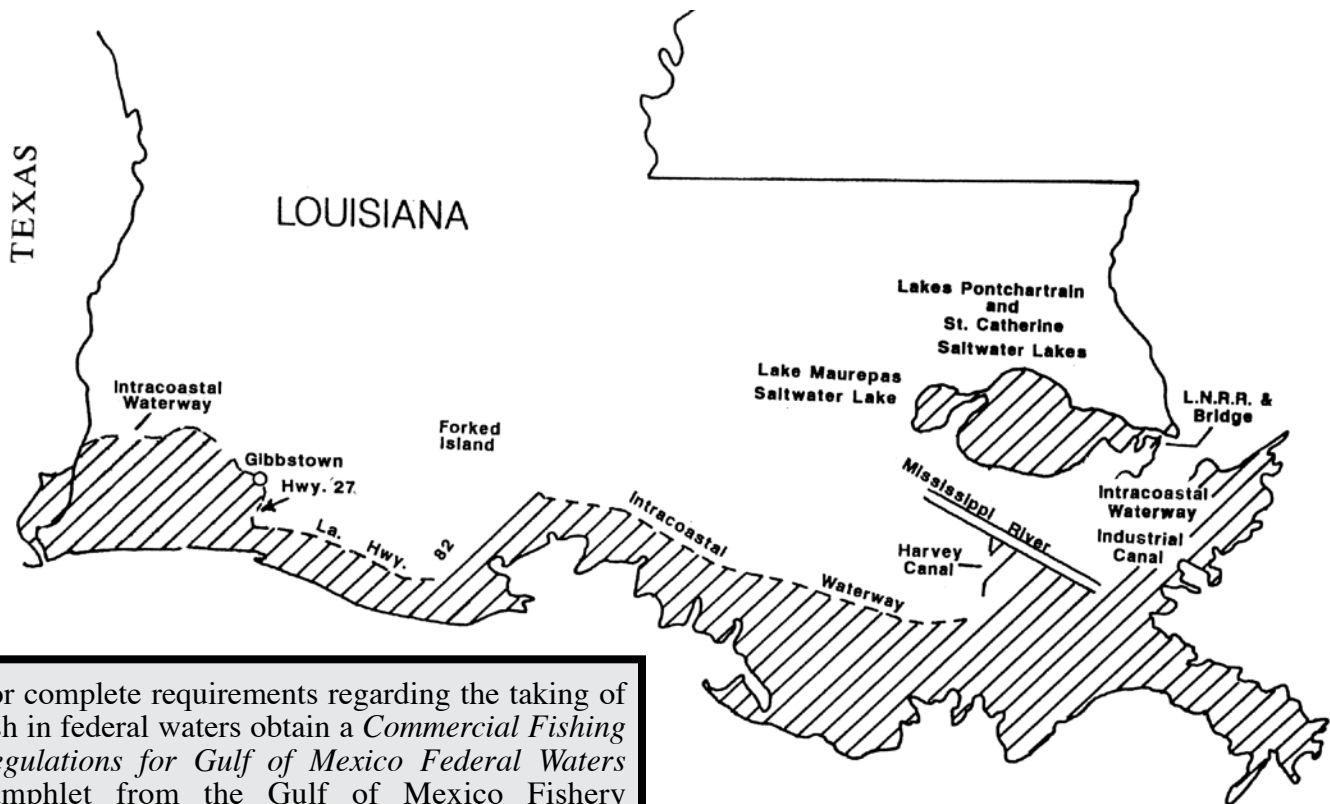 TEXAS
LOUISIANA
Lakes Pontchartrain
and
St. Catherine
Saltwater Lakes
Lake Maurepas
Saltwater Lake
L.N.R.R. &
Bridge
Intracoastal
Waterway
Gibbstown
Hwy. 27
Forked
Island
La. Hwy. 82
Intracoastal Waterway
Mississippi River
Harvey
Canal
Intracoastal
Waterway
Industrial
Canal
or complete requirements regarding the taking of
sh in federal waters obtain a Commercial Fishing
egulations for Gulf of Mexico Federal Waters
amphlet from the Gulf of Mexico Fishery